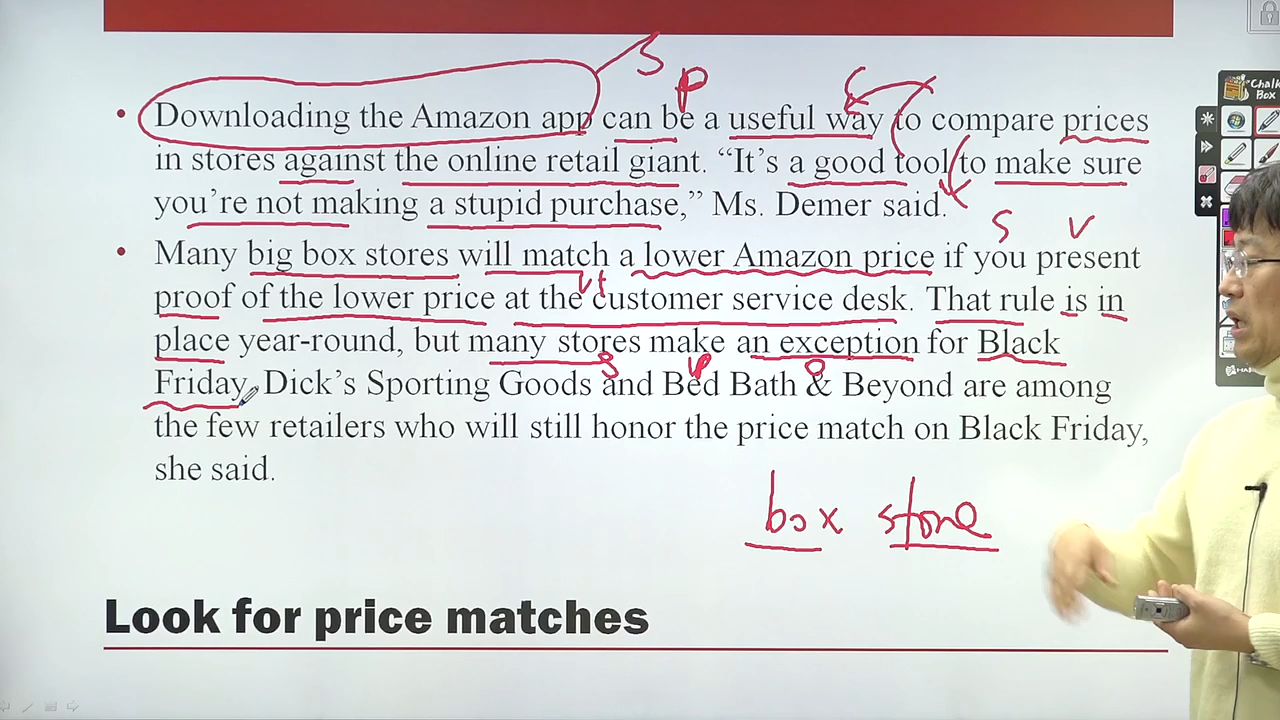 Chalk
Box
S
P
C
• Downloading the Amazon app can be a useful way to compare prices
in stores against the online retail giant. “It’s a good tool to make sure
you’re not making a stupid purchase,” Ms. Demer said.
S V
• Many big box stores will match a lower Amazon price if you present
vt
proof of the lower price at the customer service desk. That rule is in
place year-round, but many stores make an exception for Black
S V O
Friday. Dick’s Sporting Goods and Bed Bath & Beyond are among
the few retailers who will still honor the price match on Black Friday,
she said.
box store
Look for price matches